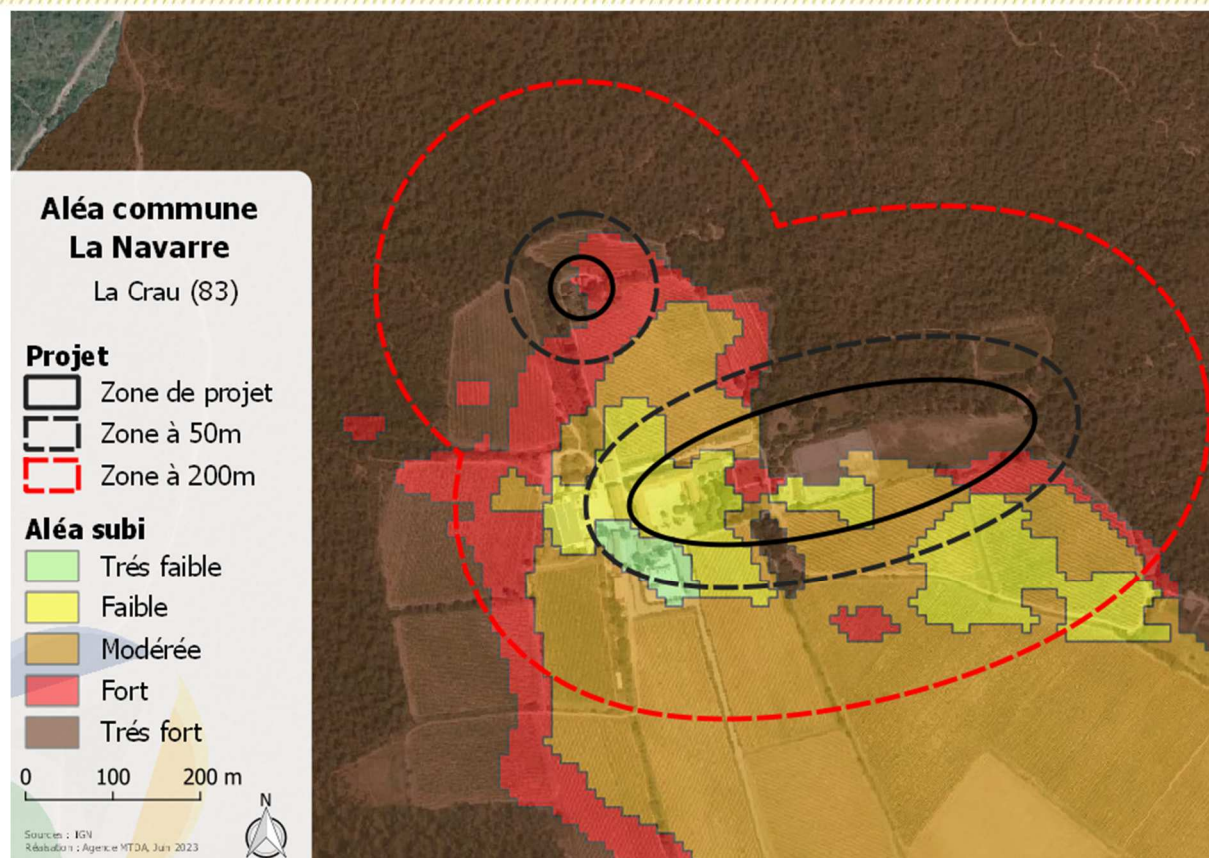 Aléa commune
La Navarre
La Crau (83)
Projet
Zone de projet
Zone à 50m
Zone à 200m
Aléa subi
Trés faible
Faible
Modérée
Fort
Trés fort
0 100 200 m
N
Sources : IGN
Réalisation : Agence MTDA, Juin 2023